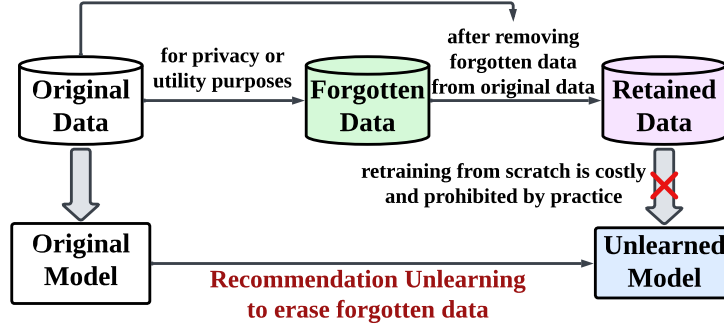 for privacy or
utility purposes
after removing
forgotten data
from original data
Original
Data
Forgotten
Data
Retained
Data
retraining from scratch is costly
and prohibited by practice
Original
Model
Recommendation Unlearning
to erase forgotten data
Unlearned
Model